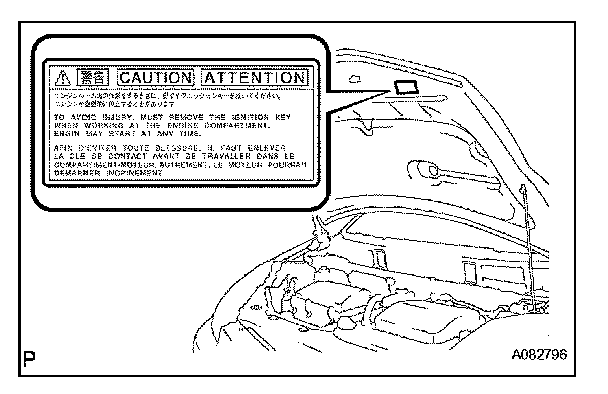 警告 CAUTION ATTENTION
TO AVOID INJURY, MUST REMOVE THE IGNITION KEY
WHEN WORKING AT THE ENGINE COMPARTMENT.
ENGIN MAY START AT ANY TIME.
AFIN D'EVITER TOUTE BLESSURE, IL FAUT ENLEVER
LA CLE DE CONTACT AVANT DE TRAVAILLER DANS LE
COMPARTIMENT-MOTEUR, AUTREMENT, LE MOTEUR POURRAIT
DEMARRER INOPINEMENT
P
A082796